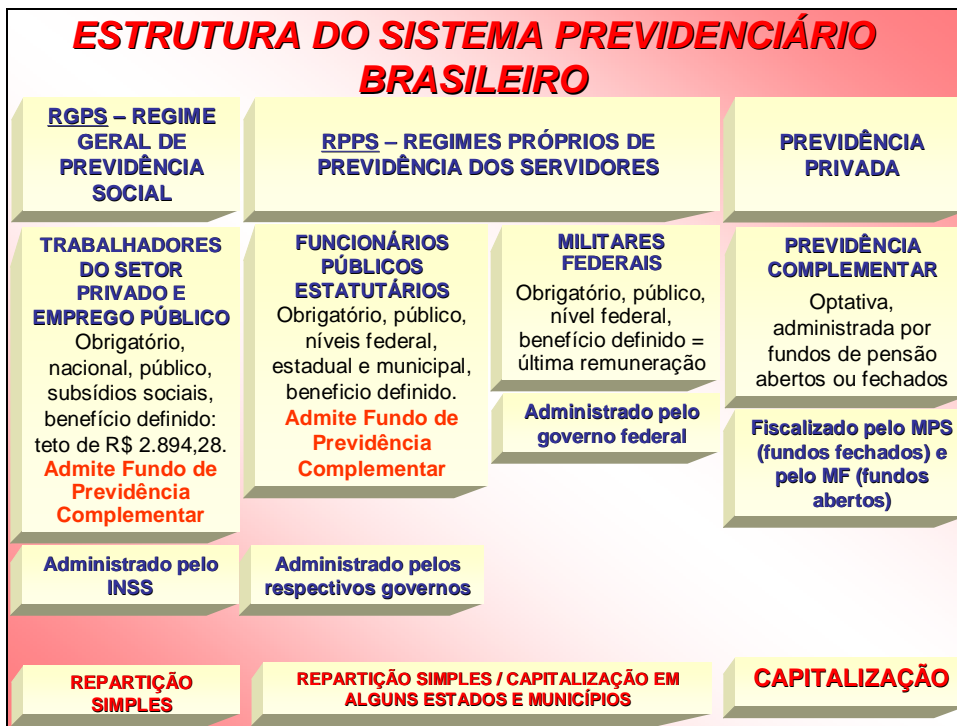 ESTRUTURA DO SISTEMA PREVIDENCIÁRIO
BRASILEIRO
RGPS – REGIME
GERAL DE
PREVIDÊNCIA
SOCIAL
RPPS – REGIMES PRÓPRIOS DE
PREVIDÊNCIA DOS SERVIDORES
PREVIDÊNCIA
PRIVADA
TRABALHADORES
DO SETOR
PRIVADO E
EMPREGO PÚBLICO
Obrigatório,
nacional, público,
subsídios sociais,
benefício definido:
teto de R$ 2.894,28.
Admite Fundo de
Previdência
Complementar
FUNCIONÁRIOS
PÚBLICOS
ESTATUTÁRIOS
Obrigatório, público,
níveis federal,
estadual e municipal,
beneficio definido.
Admite Fundo de
Previdência
Complementar
MILITARES
FEDERAIS
Obrigatório, público,
nível federal,
benefício definido =
última remuneração
PREVIDÊNCIA
COMPLEMENTAR
Optativa,
administrada por
fundos de pensão
abertos ou fechados
Administrado pelo
governo federal
Fiscalizado pelo MPS
(fundos fechados) e
pelo MF (fundos
abertos)
Administrado pelo
INSS
Administrado pelos
respectivos governos
REPARTIÇÃO
SIMPLES
REPARTIÇÃO SIMPLES / CAPITALIZAÇÃO EM
ALGUNS ESTADOS E MUNICÍPIOS
CAPITALIZAÇÃO